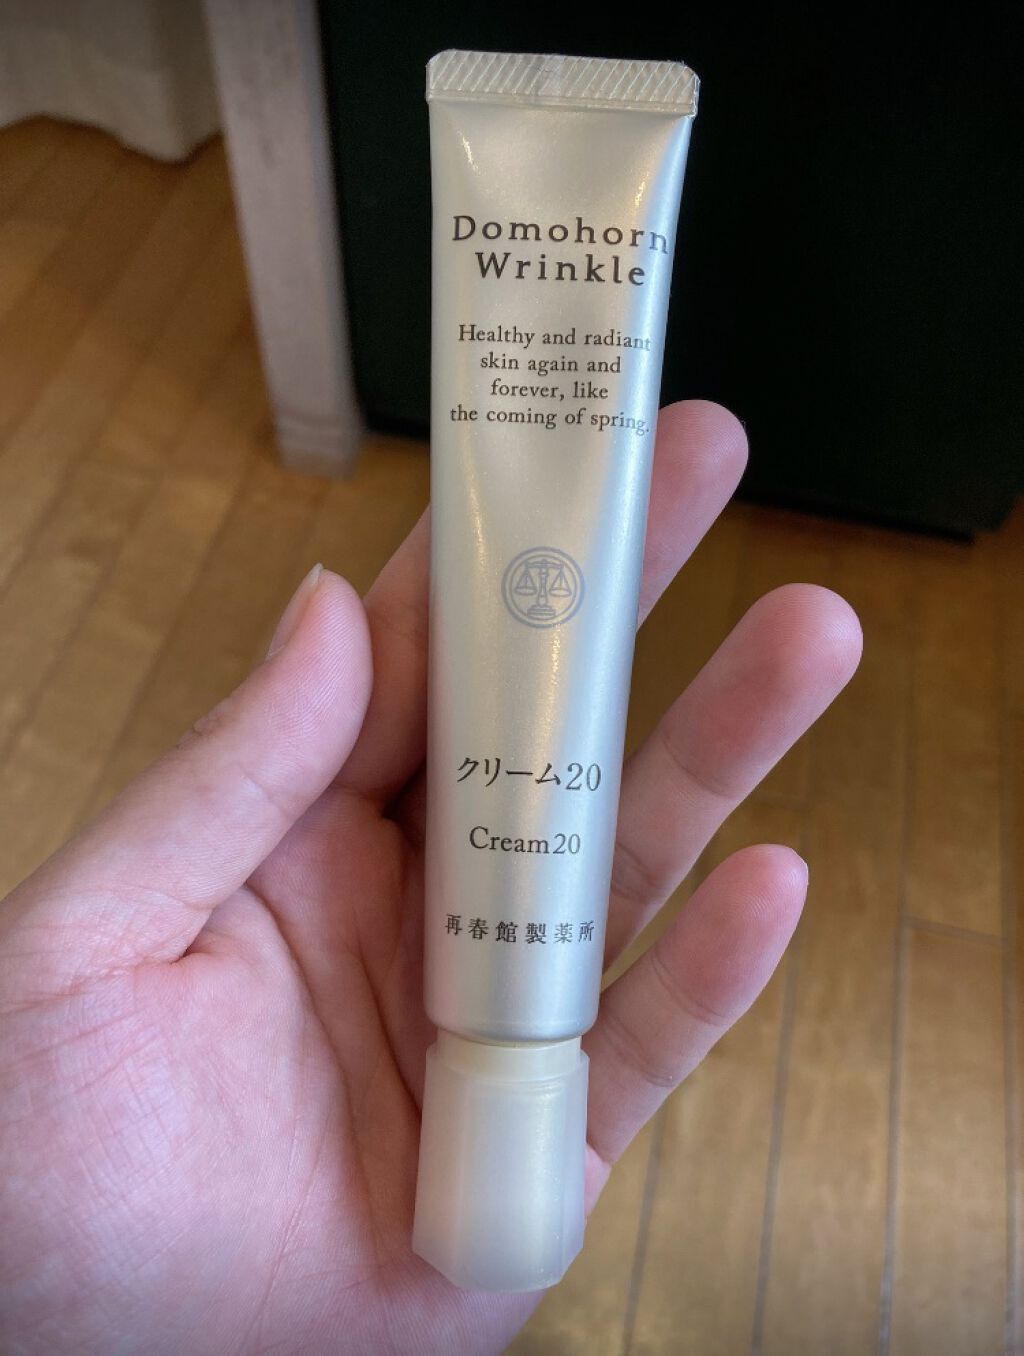 Domohorn
Wrinkle
Healthy and radiant
skin again and
forever, like
the coming of spring.
クリーム20
Cream20
再春館製薬所